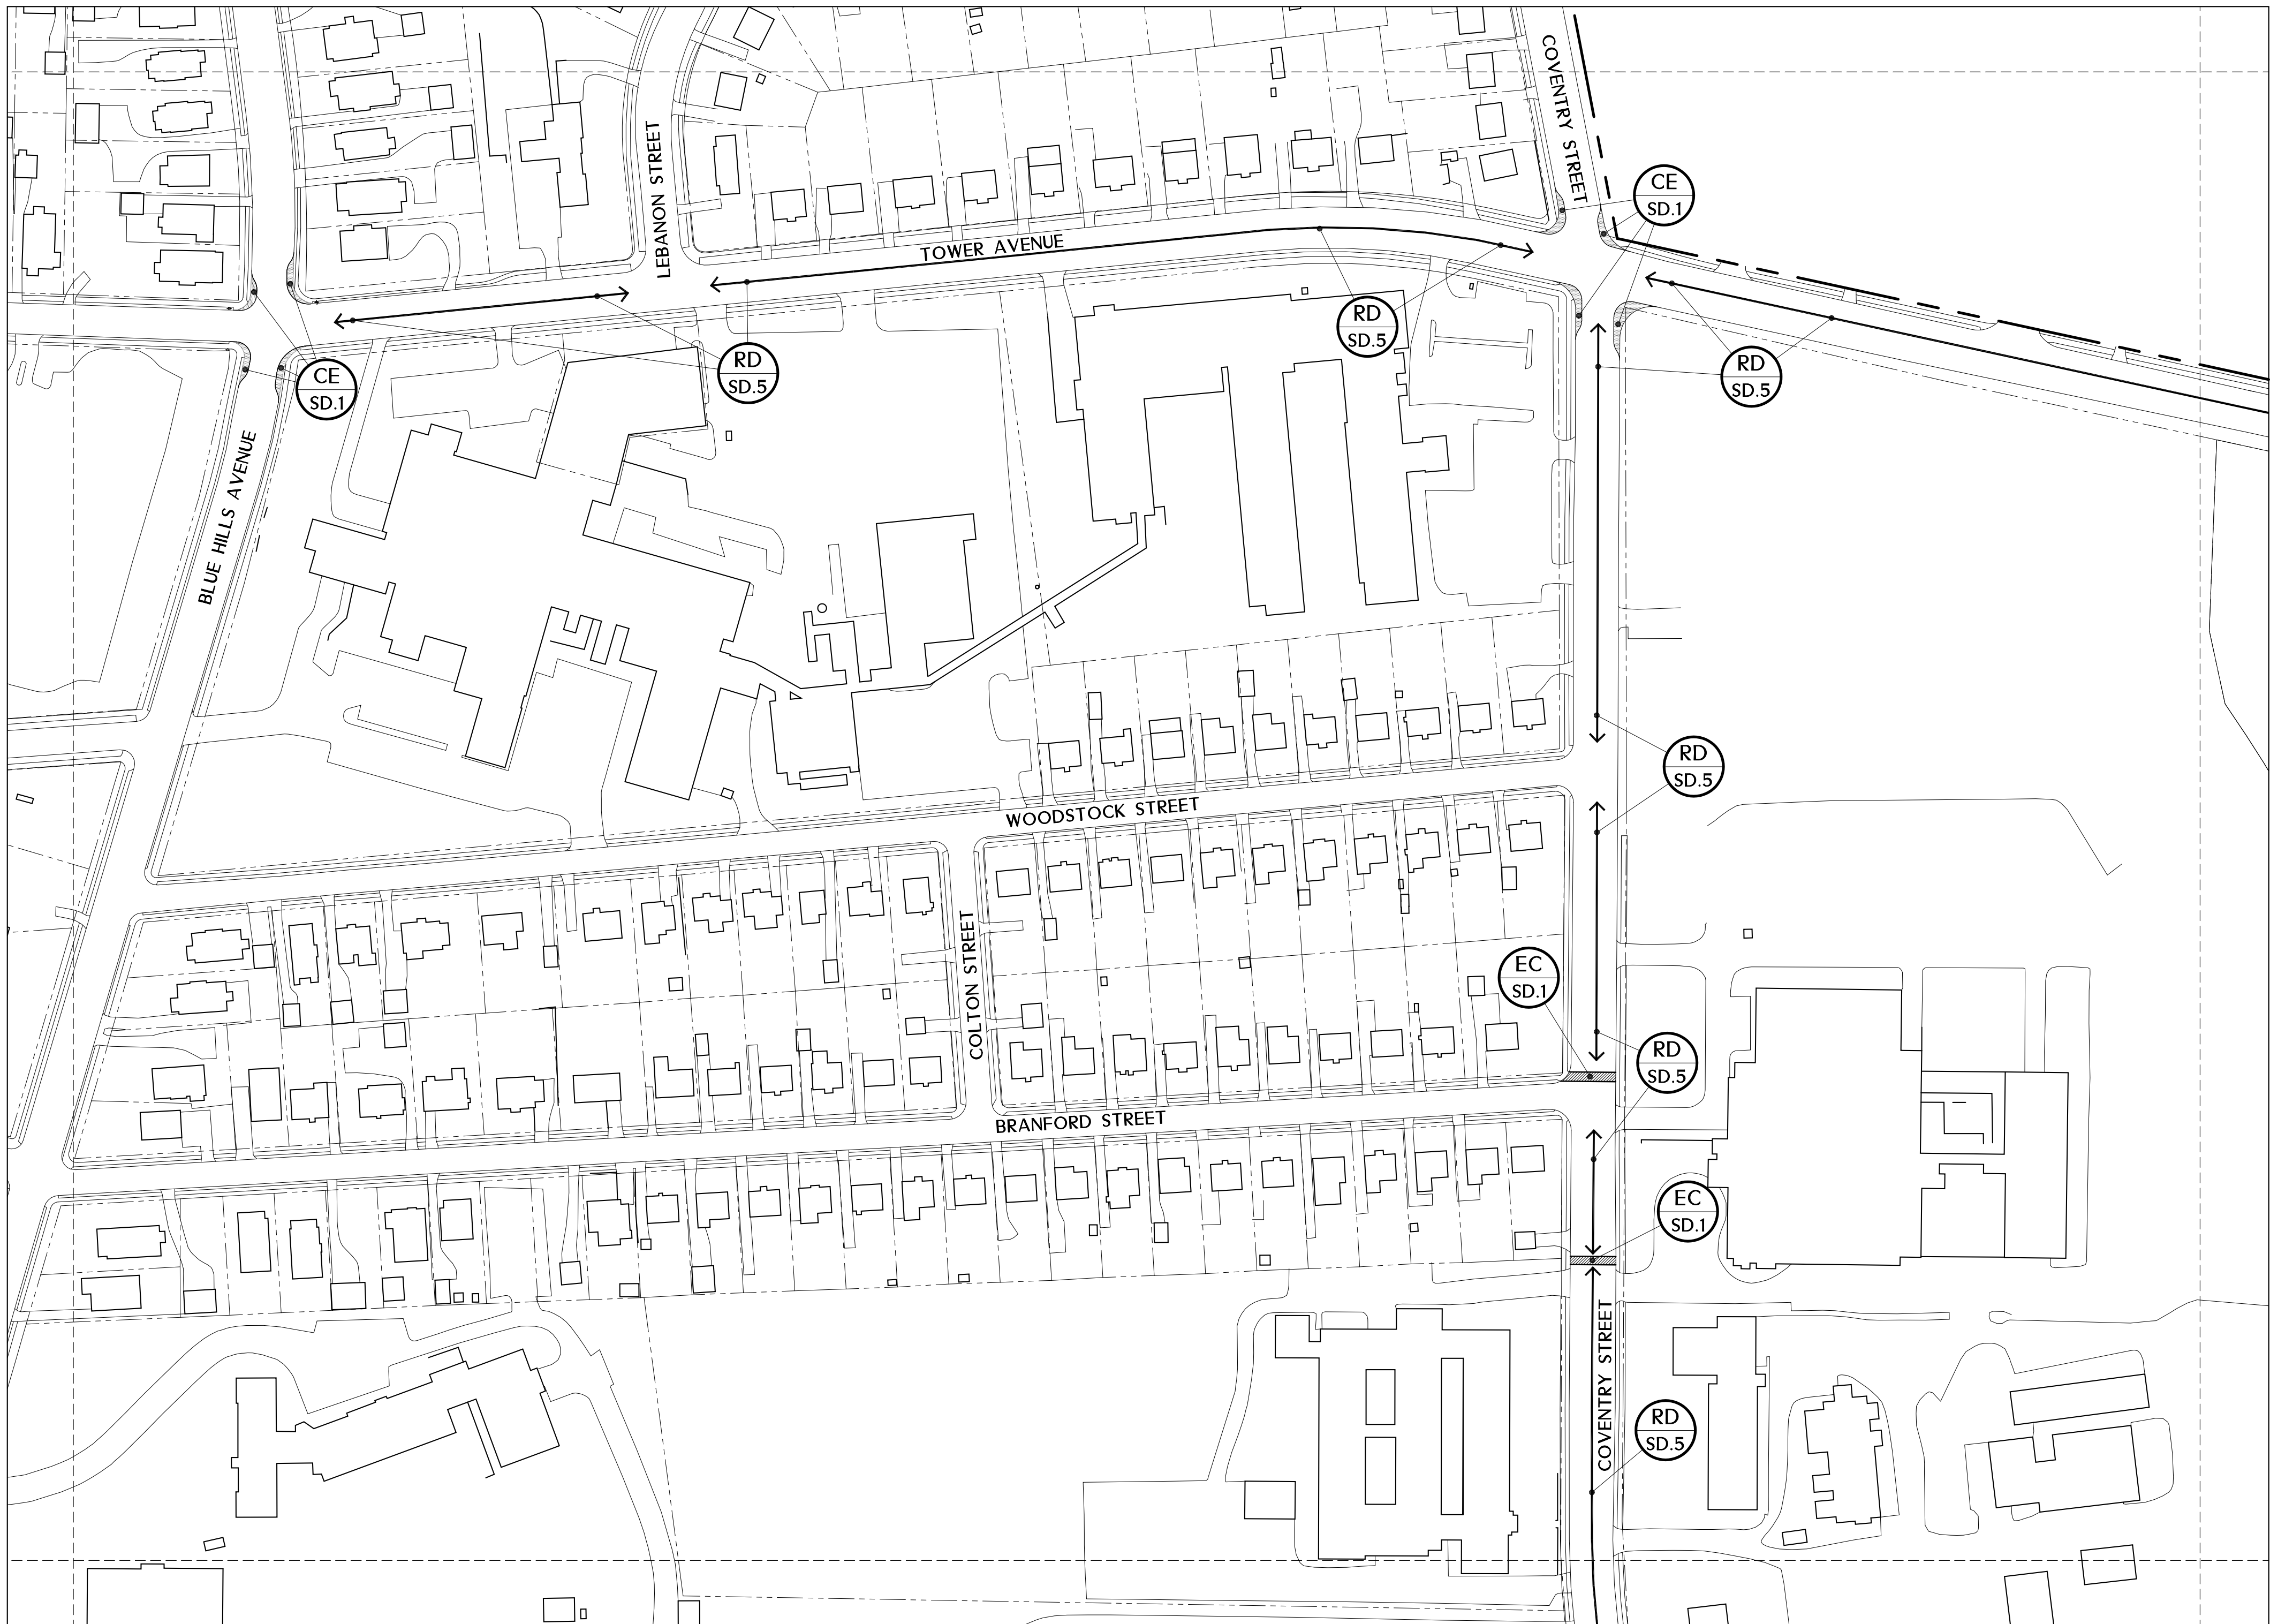 COVENTRY STREET
LEBANON STREET
CE
SD.1
TOWER AVENUE
RD
SD.5
RD
SD.5
RD
SD.5
CE
SD.1
BLUE HILLS AVENUE
RD
SD.5
WOODSTOCK STREET
COLTON STREET
EC
SD.1
RD
SD.5
BRANFORD STREET
EC
SD.1
COVENTRY STREET
RD
SD.5